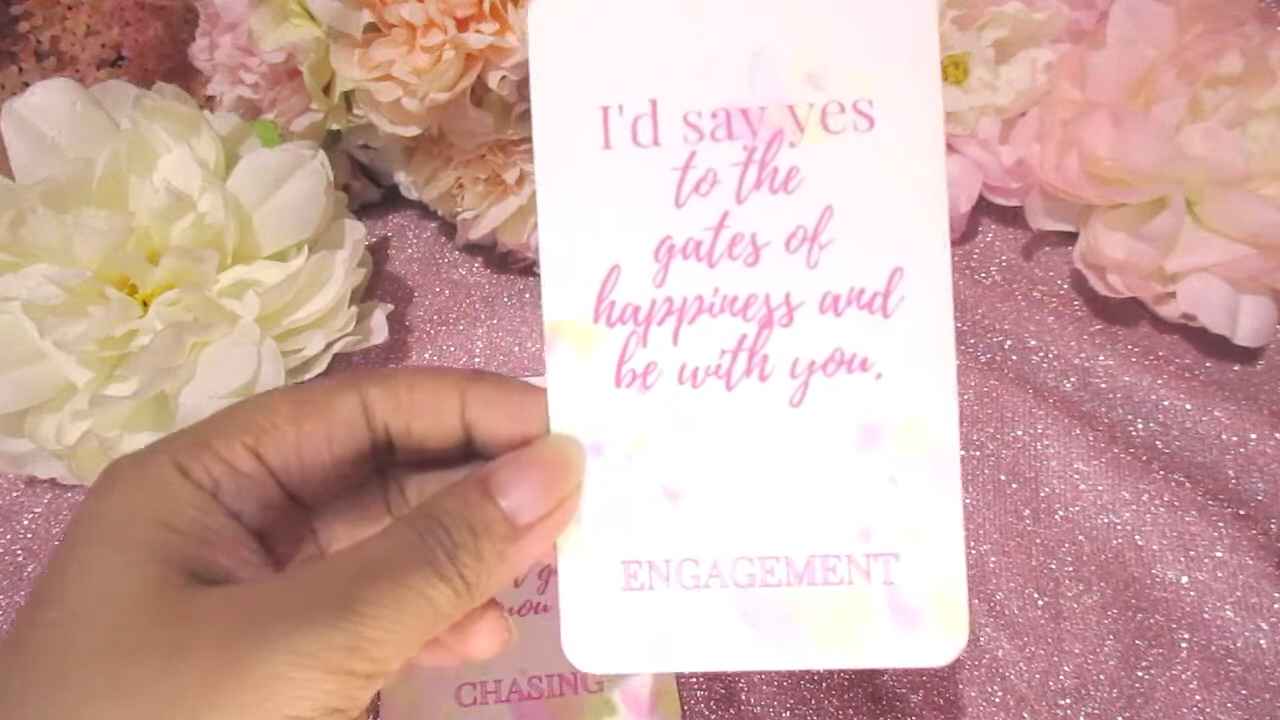 I'd say yes
to the
gates of
happiness and
be with you.
ENGAGEMENT
CHASING